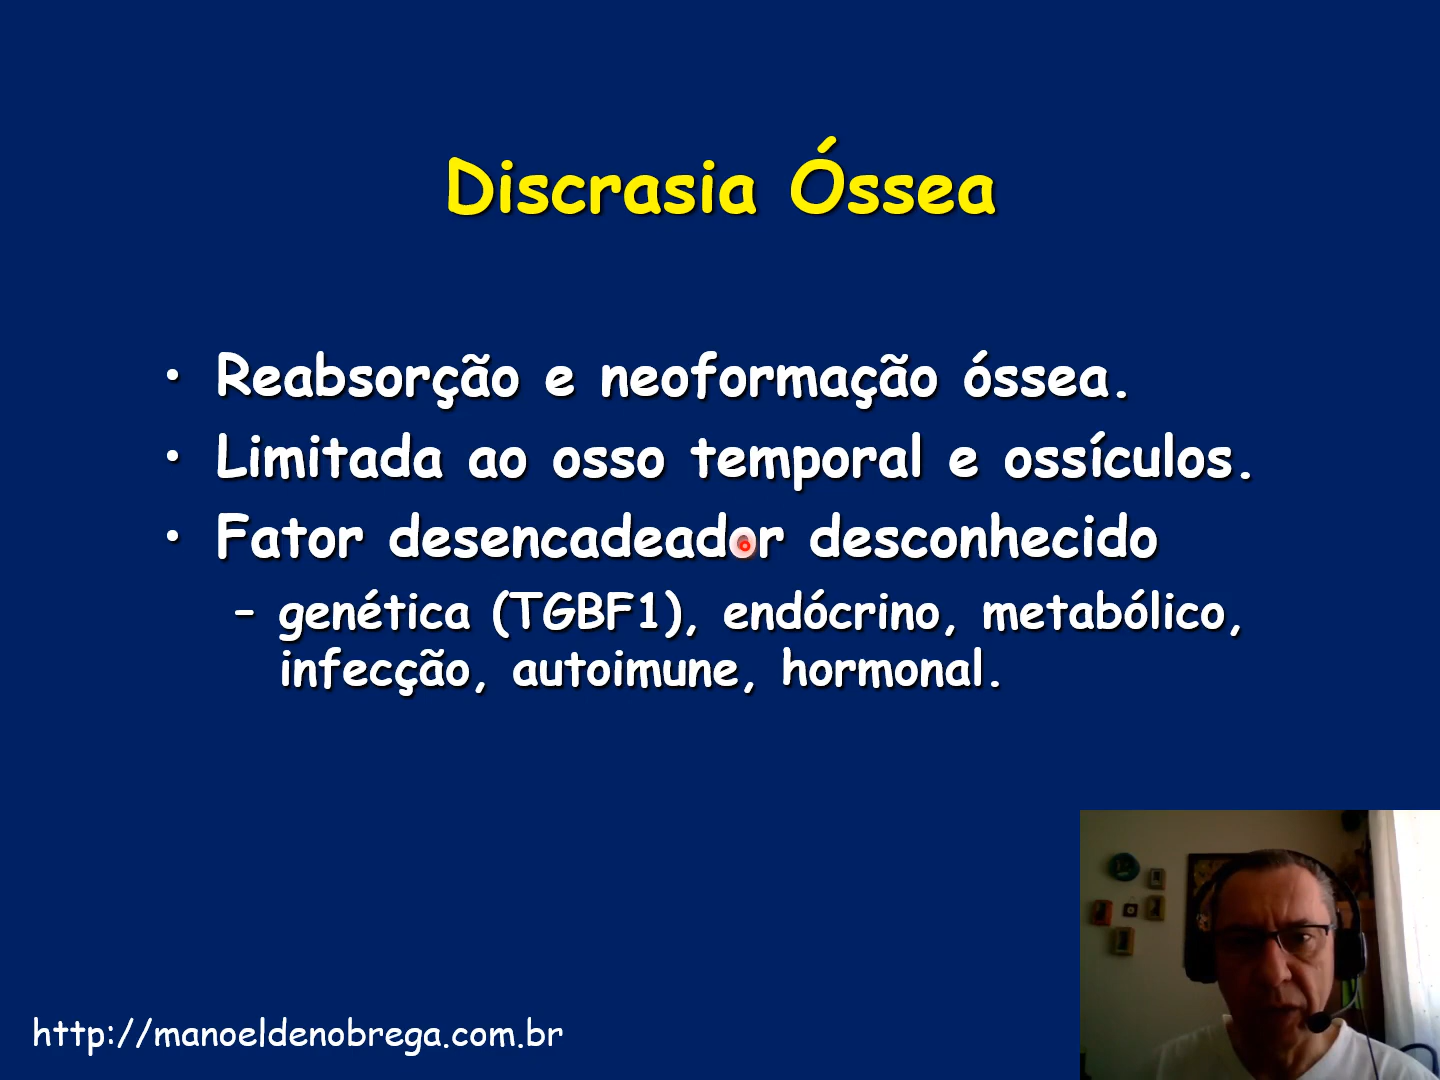 Discrasia Óssea
• Reabsorção e neoformação óssea.
• Limitada ao osso temporal e ossículos.
• Fator desencadeador desconhecido
– genética (TGBF1), endócrino, metabólico,
infecção, autoimune, hormonal.
http://manoeldenobrega.com.br